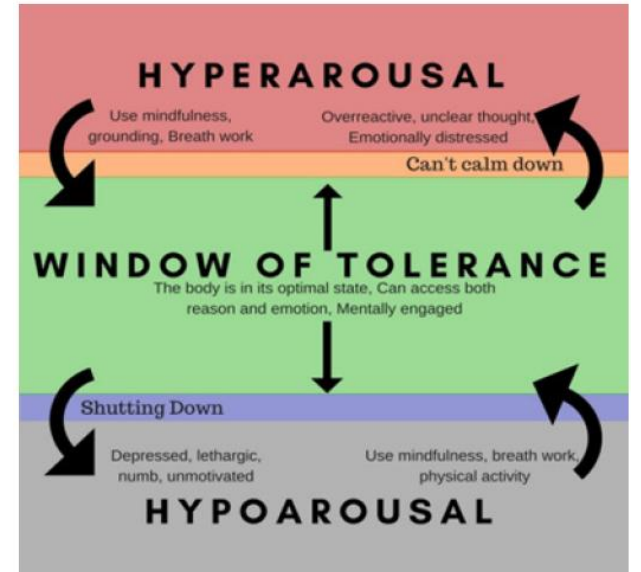 HYPERAROUSAL
Use mindfulness,
grounding, Breath work
Overreactive, unclear thought,
Emotionally distressed
Can't calm down
WINDOW OF TOLERANCE
The body is in its optimal state, Can access both
reason and emotion, Mentally engaged
Shutting Down
Depressed, lethargic,
numb, unmotivated
Use mindfulness, breath work,
physical activity
HYPOAROUSAL